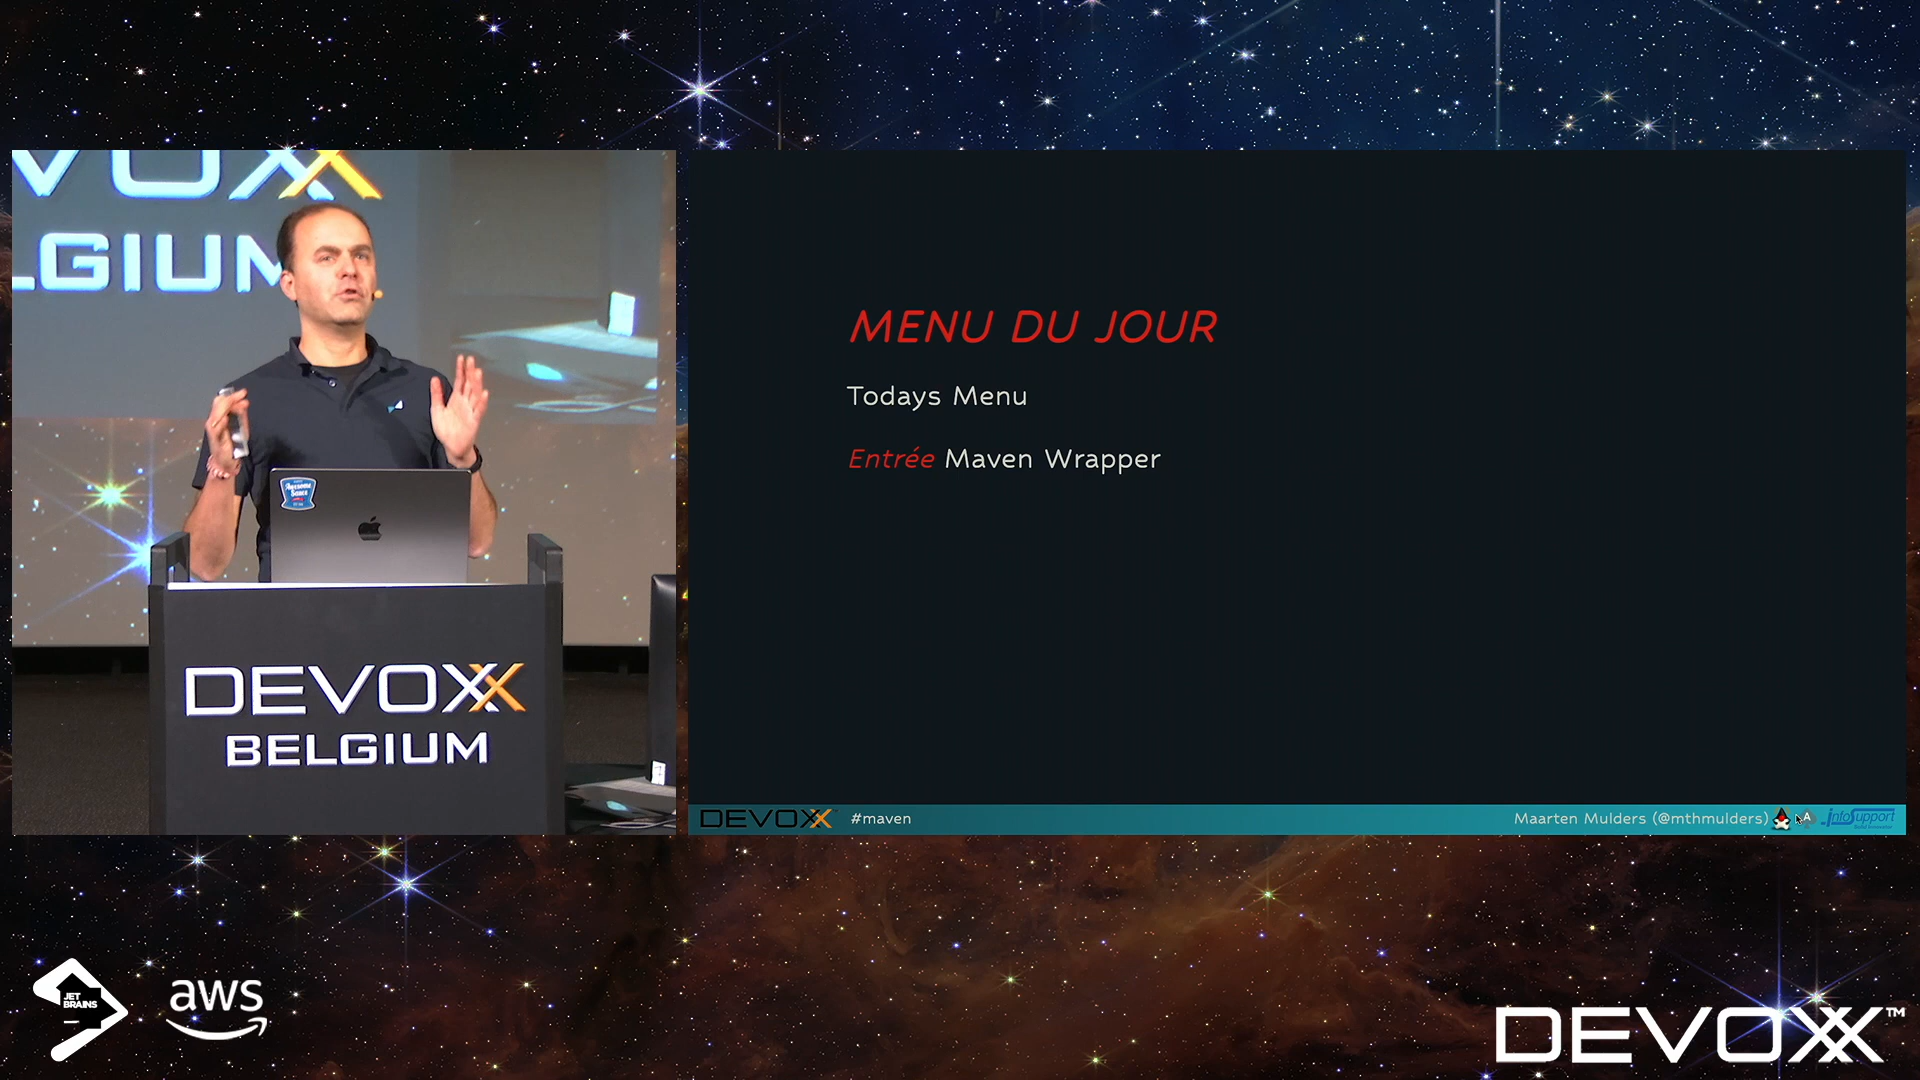 VOXX
LGIUM
DEVOXX
BELGIUM
MENU DU JOUR
Todays Menu
Entrée Maven Wrapper
DEVOXX #maven
Maarten Mulders (@mthmulders)
infoSupport
JET
BRAINS
aws
DEVOXX™